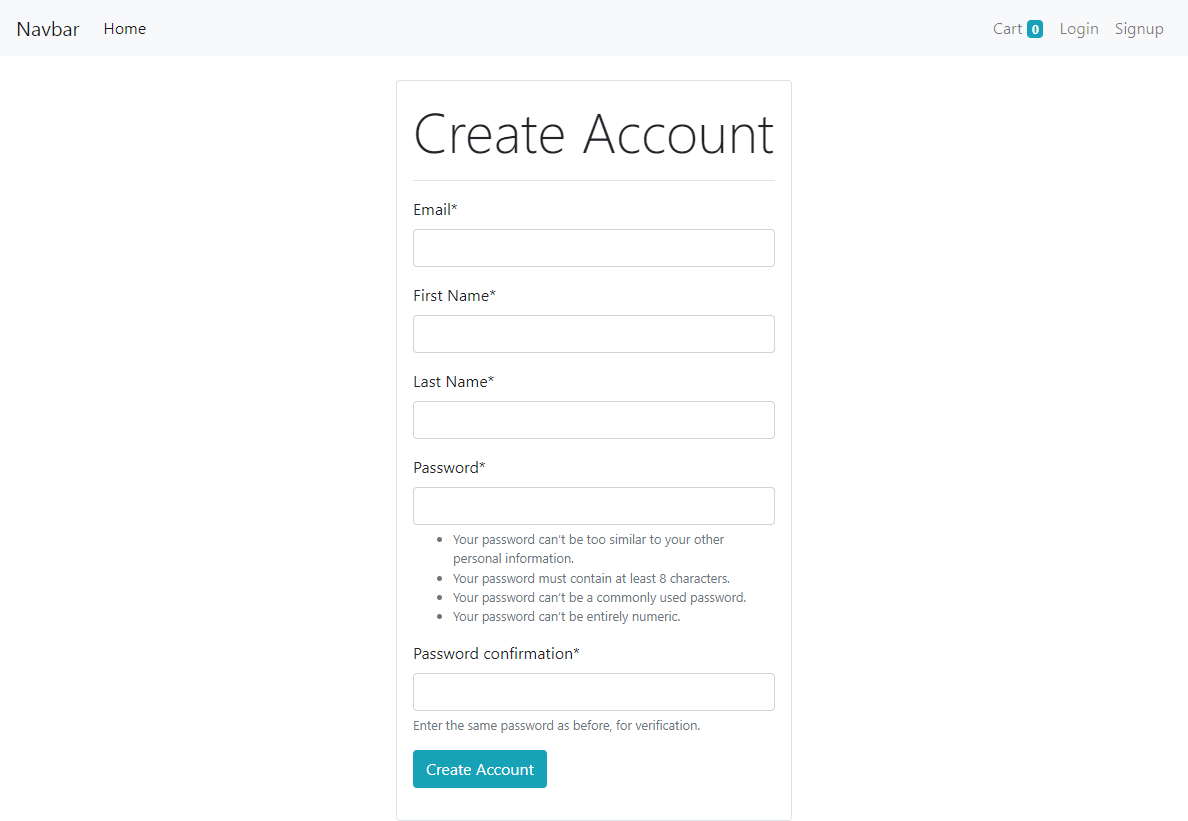 Navbar Home Cart 0 Login Signup
Create Account
Email*
First Name*
Last Name*
Password*
• Your password can't be too similar to your other
personal information.
• Your password must contain at least 8 characters.
• Your password can't be a commonly used password.
• Your password can't be entirely numeric.
Password confirmation*
Enter the same password as before, for verification.
Create Account